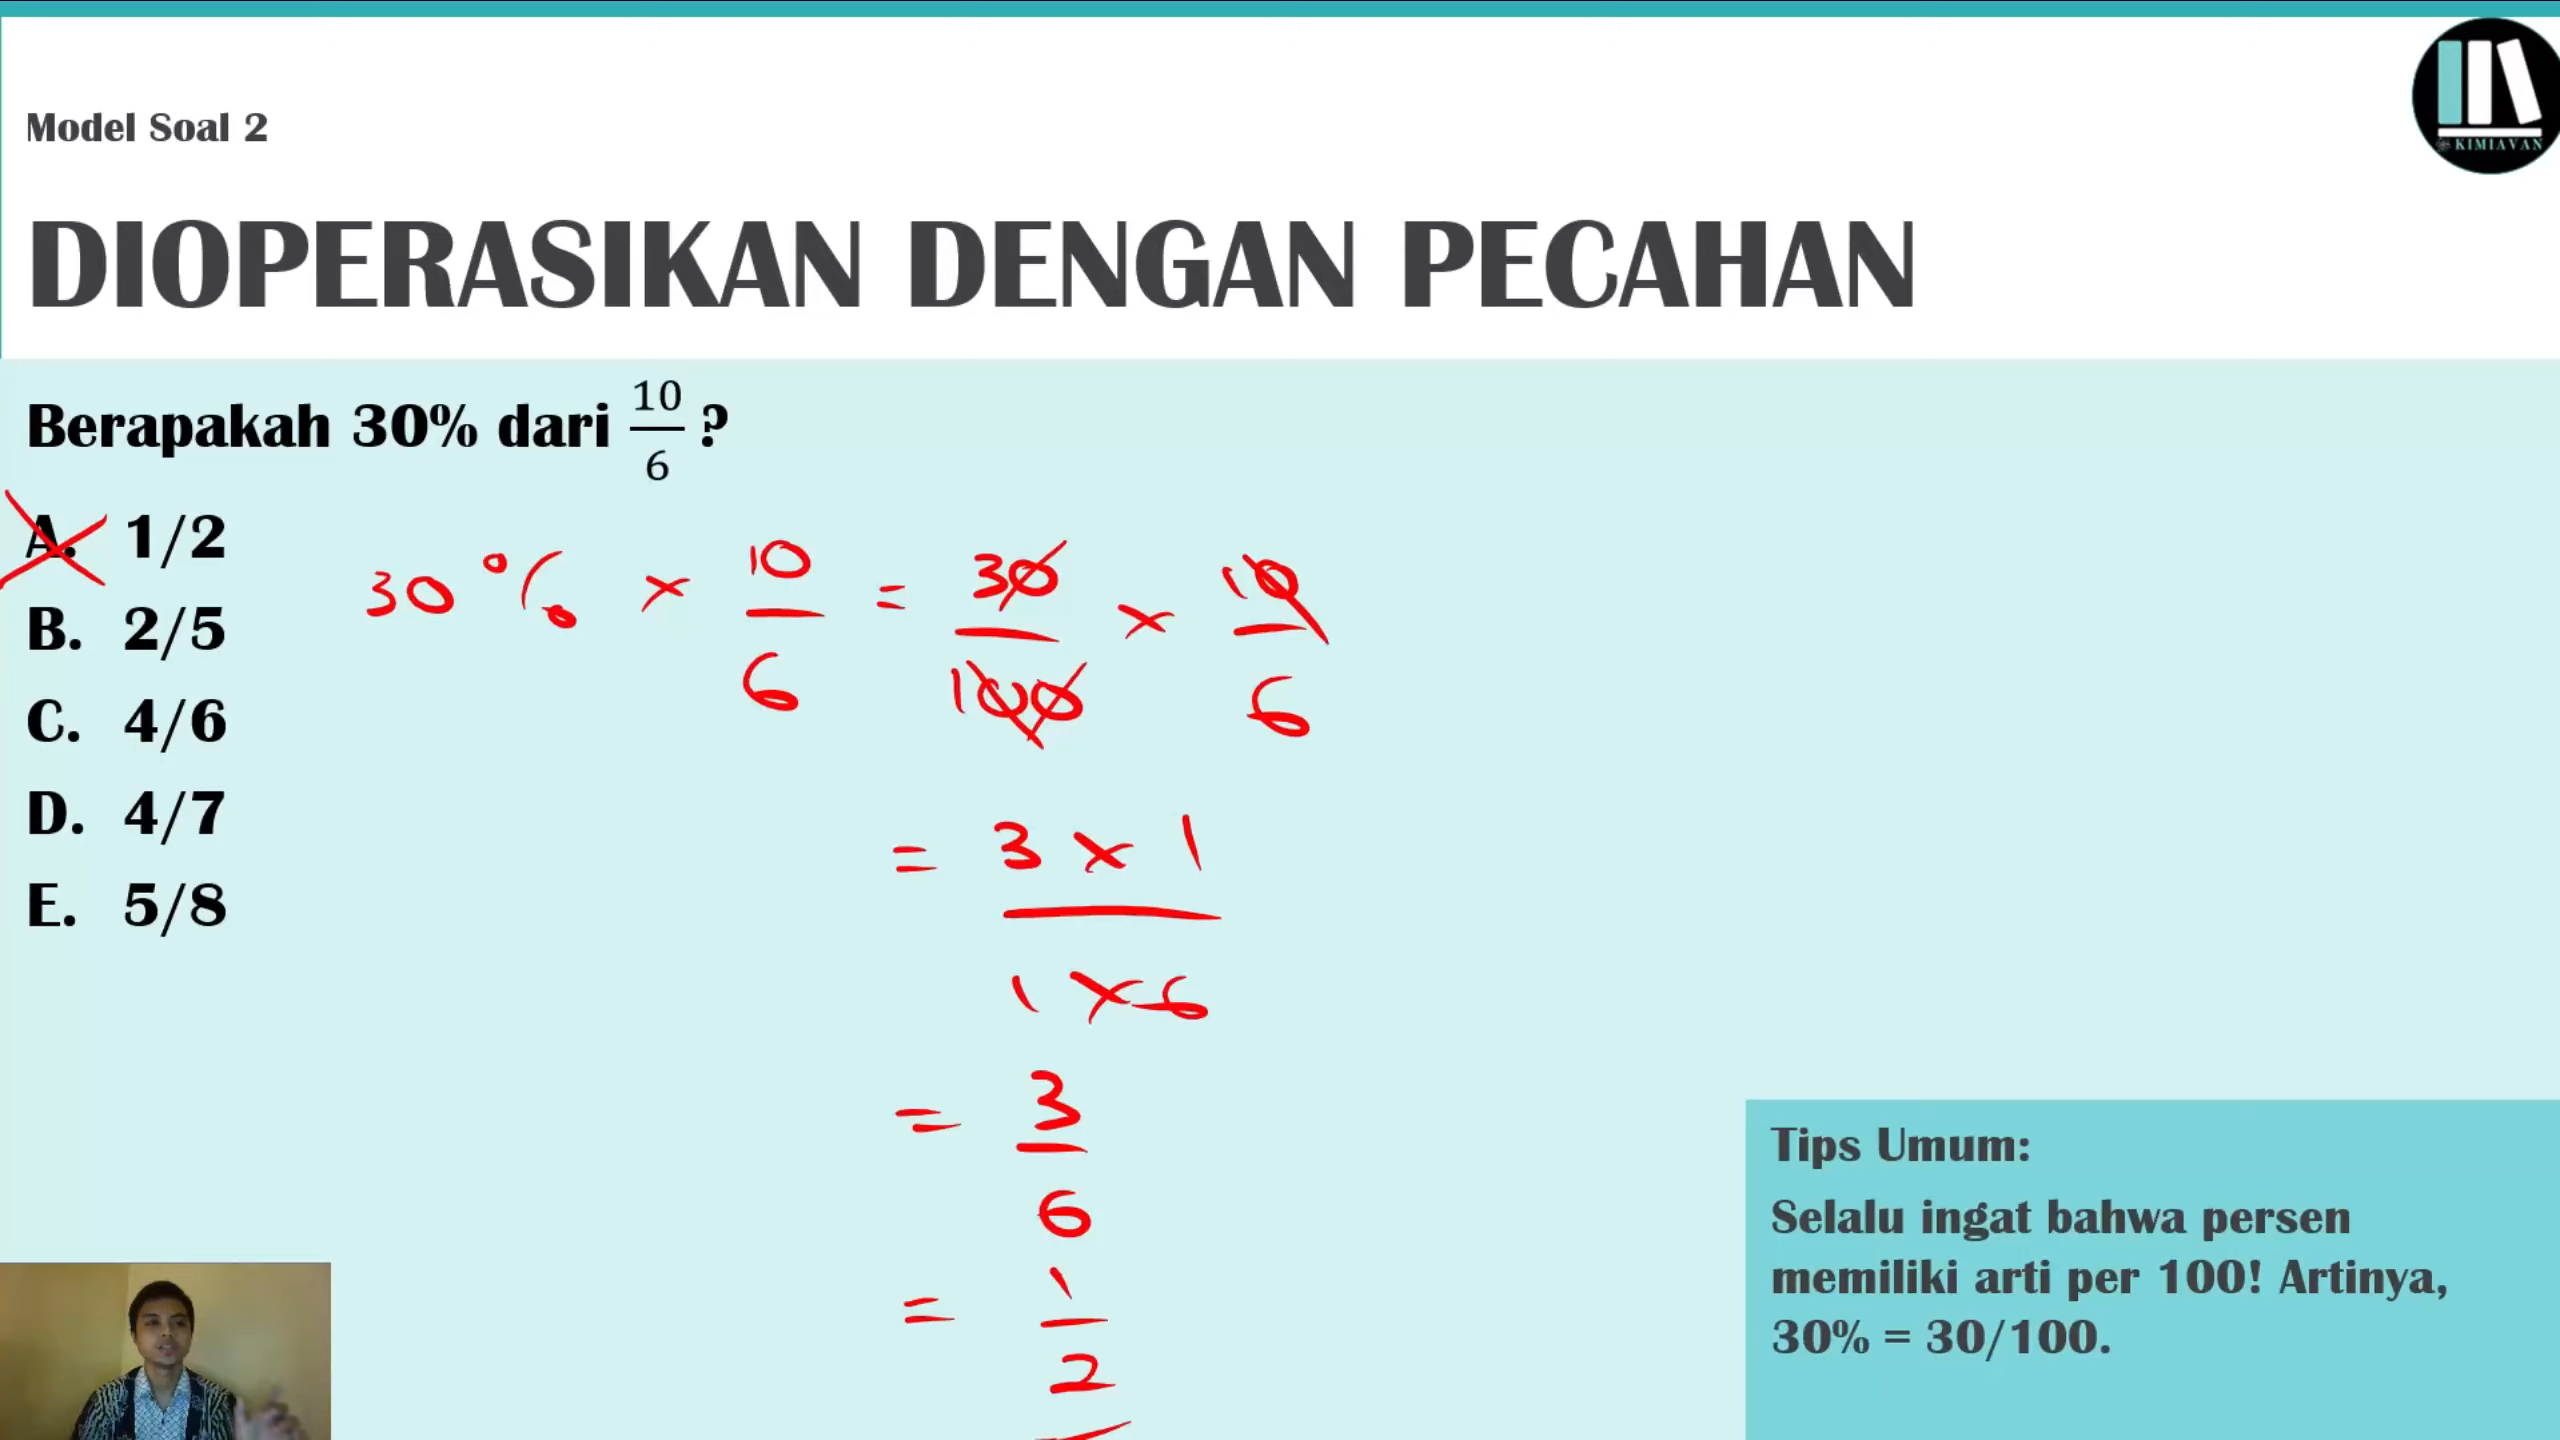 KIMIAVAN
Model Soal 2
DIOPERASIKAN DENGAN PECAHAN
Berapakah 30% dari 10/6 ?
A. 1/2
B. 2/5
C. 4/6
D. 4/7
E. 5/8
30% × 10/6 = 30/100 × 10/6
= 3 × 1 / 1 × 6
= 3/6
= 1/2
Tips Umum:
Selalu ingat bahwa persen
memiliki arti per 100! Artinya,
30% = 30/100.